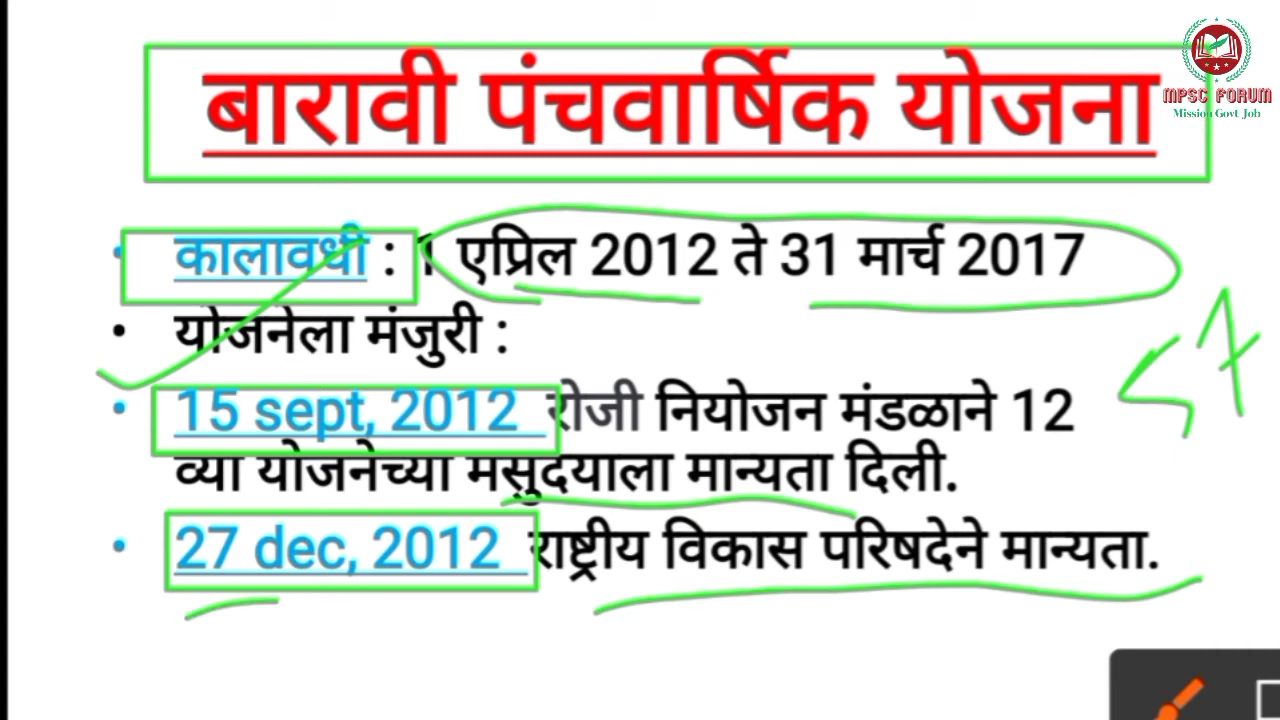 बारावी पंचवार्षिक योजना
MPSC FORUM
Mission Govt Job
• कालावधी : 1 एप्रिल 2012 ते 31 मार्च 2017
• योजनेला मंजुरी :
• 15 sept, 2012 रोजी नियोजन मंडळाने 12
व्या योजनेच्या मसुदयाला मान्यता दिली.
• 27 dec, 2012 राष्ट्रीय विकास परिषदेने मान्यता.